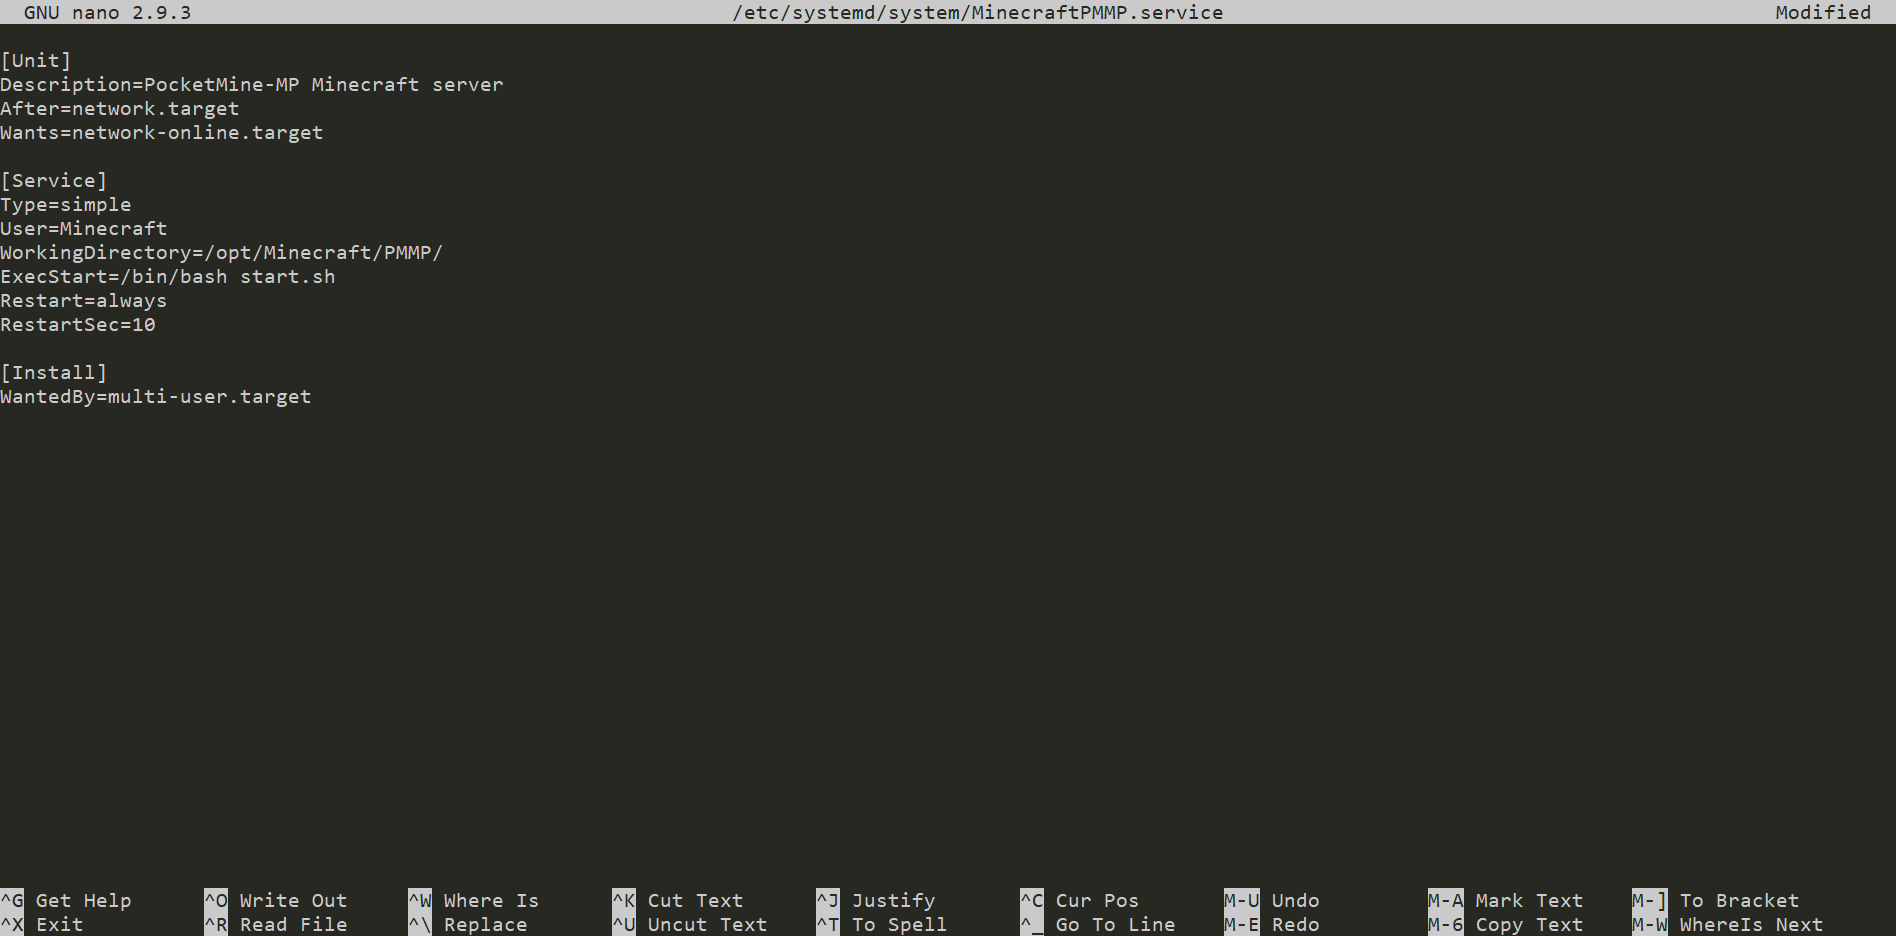 GNU nano 2.9.3 /etc/systemd/system/MinecraftPMMP.service Modified
[Unit]
Description=PocketMine-MP Minecraft server
After=network.target
Wants=network-online.target
[Service]
Type=simple
User=Minecraft
WorkingDirectory=/opt/Minecraft/PMMP/
ExecStart=/bin/bash start.sh
Restart=always
RestartSec=10
[Install]
WantedBy=multi-user.target
^G Get Help ^O Write Out ^W Where Is ^K Cut Text ^J Justify ^C Cur Pos M-U Undo M-A Mark Text M-] To Bracket
^X Exit ^R Read File ^\ Replace ^U Uncut Text ^T To Spell ^_ Go To Line M-E Redo M-6 Copy Text M-W WhereIs Next